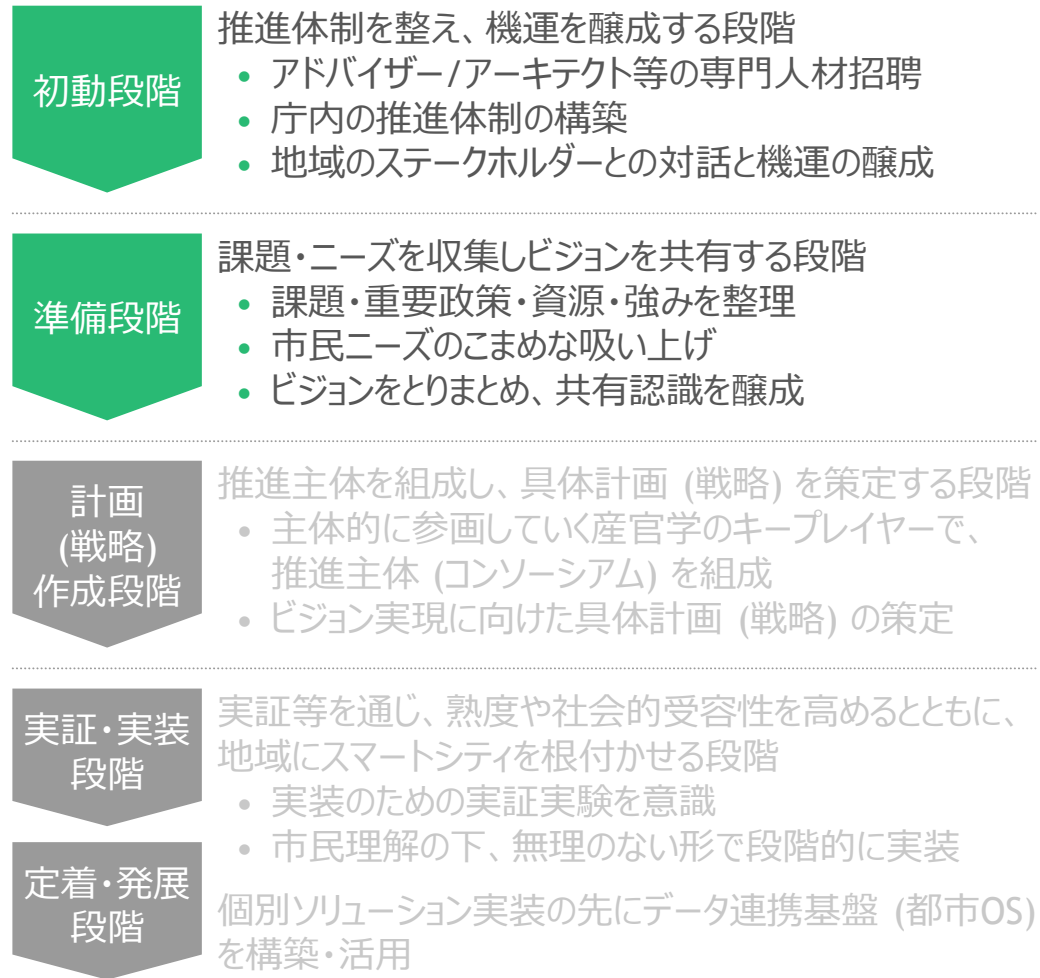 初動段階
推進体制を整え、機運を醸成する段階
• アドバイザー/アーキテクト等の専門人材招聘
• 庁内の推進体制の構築
• 地域のステークホルダーとの対話と機運の醸成
準備段階
課題・ニーズを収集しビジョンを共有する段階
• 課題・重要政策・資源・強みを整理
• 市民ニーズのこまめな吸い上げ
• ビジョンをとりまとめ、共有認識を醸成
計画
(戦略)
作成段階
推進主体を組成し、具体計画 (戦略) を策定する段階
• 主体的に参画していく産官学のキープレイヤーで、
推進主体 (コンソーシアム) を組成
• ビジョン実現に向けた具体計画 (戦略) の策定
実証・実装
段階
実証等を通じ、熟度や社会的受容性を高めるとともに、
地域にスマートシティを根付かせる段階
• 実装のための実証実験を意識
• 市民理解の下、無理のない形で段階的に実装
定着・発展
段階
個別ソリューション実装の先にデータ連携基盤 (都市OS)
を構築・活用